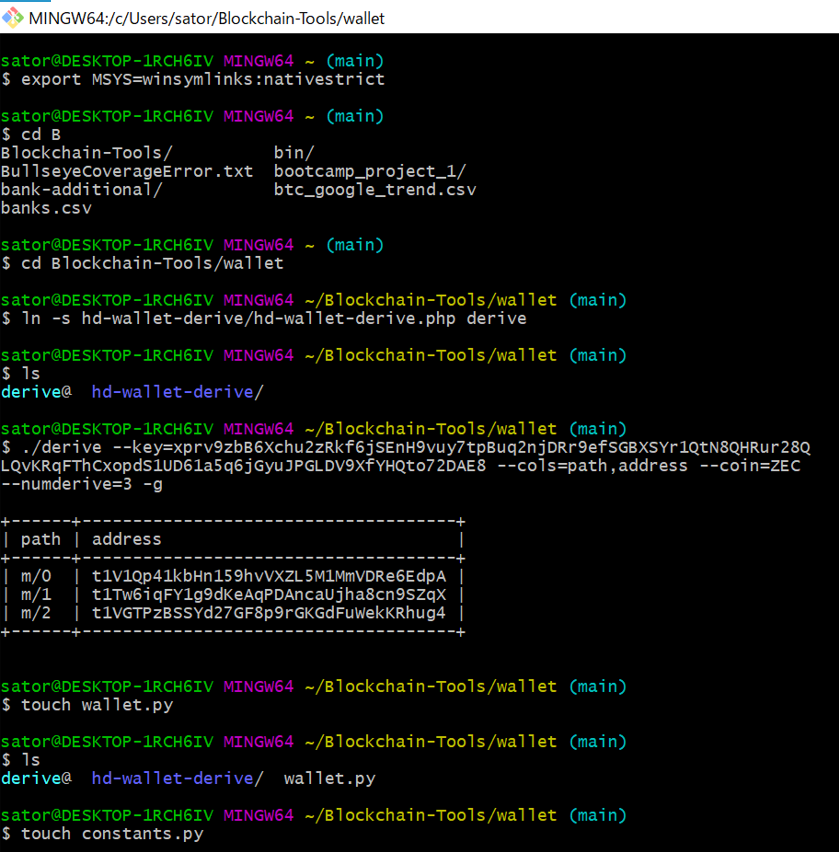 MINGW64:/c/Users/sator/Blockchain-Tools/wallet
sator@DESKTOP-1RCH6IV MINGW64 ~ (main)
$ export MSYS=winsymlinks:nativestrict
sator@DESKTOP-1RCH6IV MINGW64 ~ (main)
$ cd B
Blockchain-Tools/ bin/
BullseyeCoverageError.txt bootcamp_project_1/
bank-additional/ btc_google_trend.csv
banks.csv
sator@DESKTOP-1RCH6IV MINGW64 ~ (main)
$ cd Blockchain-Tools/wallet
sator@DESKTOP-1RCH6IV MINGW64 ~/Blockchain-Tools/wallet (main)
$ ln -s hd-wallet-derive/hd-wallet-derive.php derive
sator@DESKTOP-1RCH6IV MINGW64 ~/Blockchain-Tools/wallet (main)
$ ls
derive@ hd-wallet-derive/
sator@DESKTOP-1RCH6IV MINGW64 ~/Blockchain-Tools/wallet (main)
$ ./derive --key=xprv9zbB6Xchu2zRkf6jSEnH9vuy7tpBuq2njDRr9efSGBXSYr1QtN8QHRur28Q
LQvKRqFThCxopdS1UD61a5q6jGyuJPGLDV9XfYHQto72DAE8 --cols=path,address --coin=ZEC
--numderive=3 -g
+------+-------------------------------------+
| path | address |
+------+-------------------------------------+
| m/0 | t1V1Qp41kbHn159hvVXZL5M1MmVDRe6EdpA |
| m/1 | t1Tw6iqFY1g9dKeAqPDAncaUjha8cn9SZqX |
| m/2 | t1VGTPzBSSYd27GF8p9rGKGdFuWekKRhug4 |
+------+-------------------------------------+
sator@DESKTOP-1RCH6IV MINGW64 ~/Blockchain-Tools/wallet (main)
$ touch wallet.py
sator@DESKTOP-1RCH6IV MINGW64 ~/Blockchain-Tools/wallet (main)
$ ls
derive@ hd-wallet-derive/ wallet.py
sator@DESKTOP-1RCH6IV MINGW64 ~/Blockchain-Tools/wallet (main)
$ touch constants.py